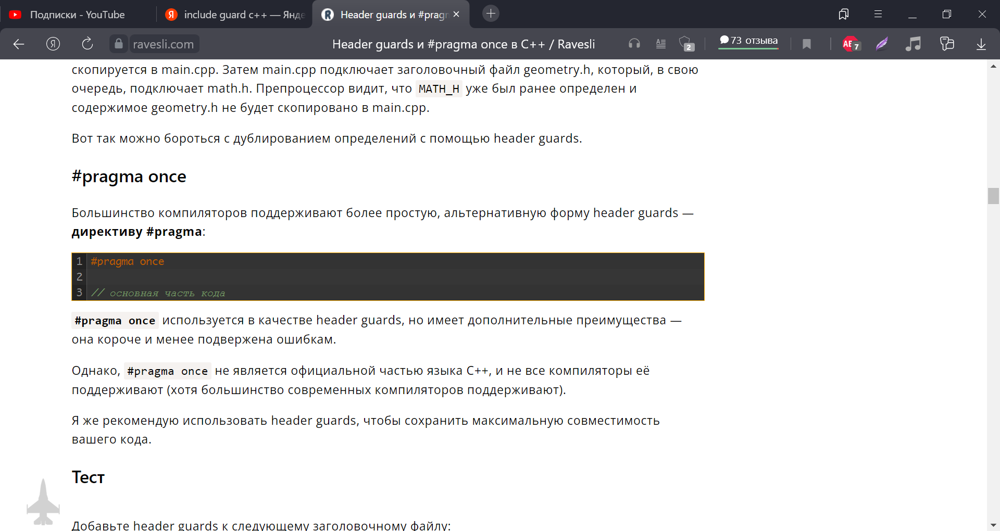 Подписки - YouTube
include guard c++ — Янде
Header guards и #pragm
ravesli.com
Header guards и #pragma once в C++ / Ravesli
2
73 отзыва
7
скопируется в main.cpp. Затем main.cpp подключает заголовочный файл geometry.h, который, в свою
очередь, подключает math.h. Препроцессор видит, что MATH_H уже был ранее определен и
содержимое geometry.h не будет скопировано в main.cpp.
Вот так можно бороться с дублированием определений с помощью header guards.
#pragma once
Большинство компиляторов поддерживают более простую, альтернативную форму header guards —
директиву #pragma:
1 #pragma once
2
3 // основная часть кода
#pragma once используется в качестве header guards, но имеет дополнительные преимущества —
она короче и менее подвержена ошибкам.
Однако, #pragma once не является официальной частью языка C++, и не все компиляторы её
поддерживают (хотя большинство современных компиляторов поддерживают).
Я же рекомендую использовать header guards, чтобы сохранить максимальную совместимость
вашего кода.
Тест
Добавьте header guards к следующему заголовочному файлу: